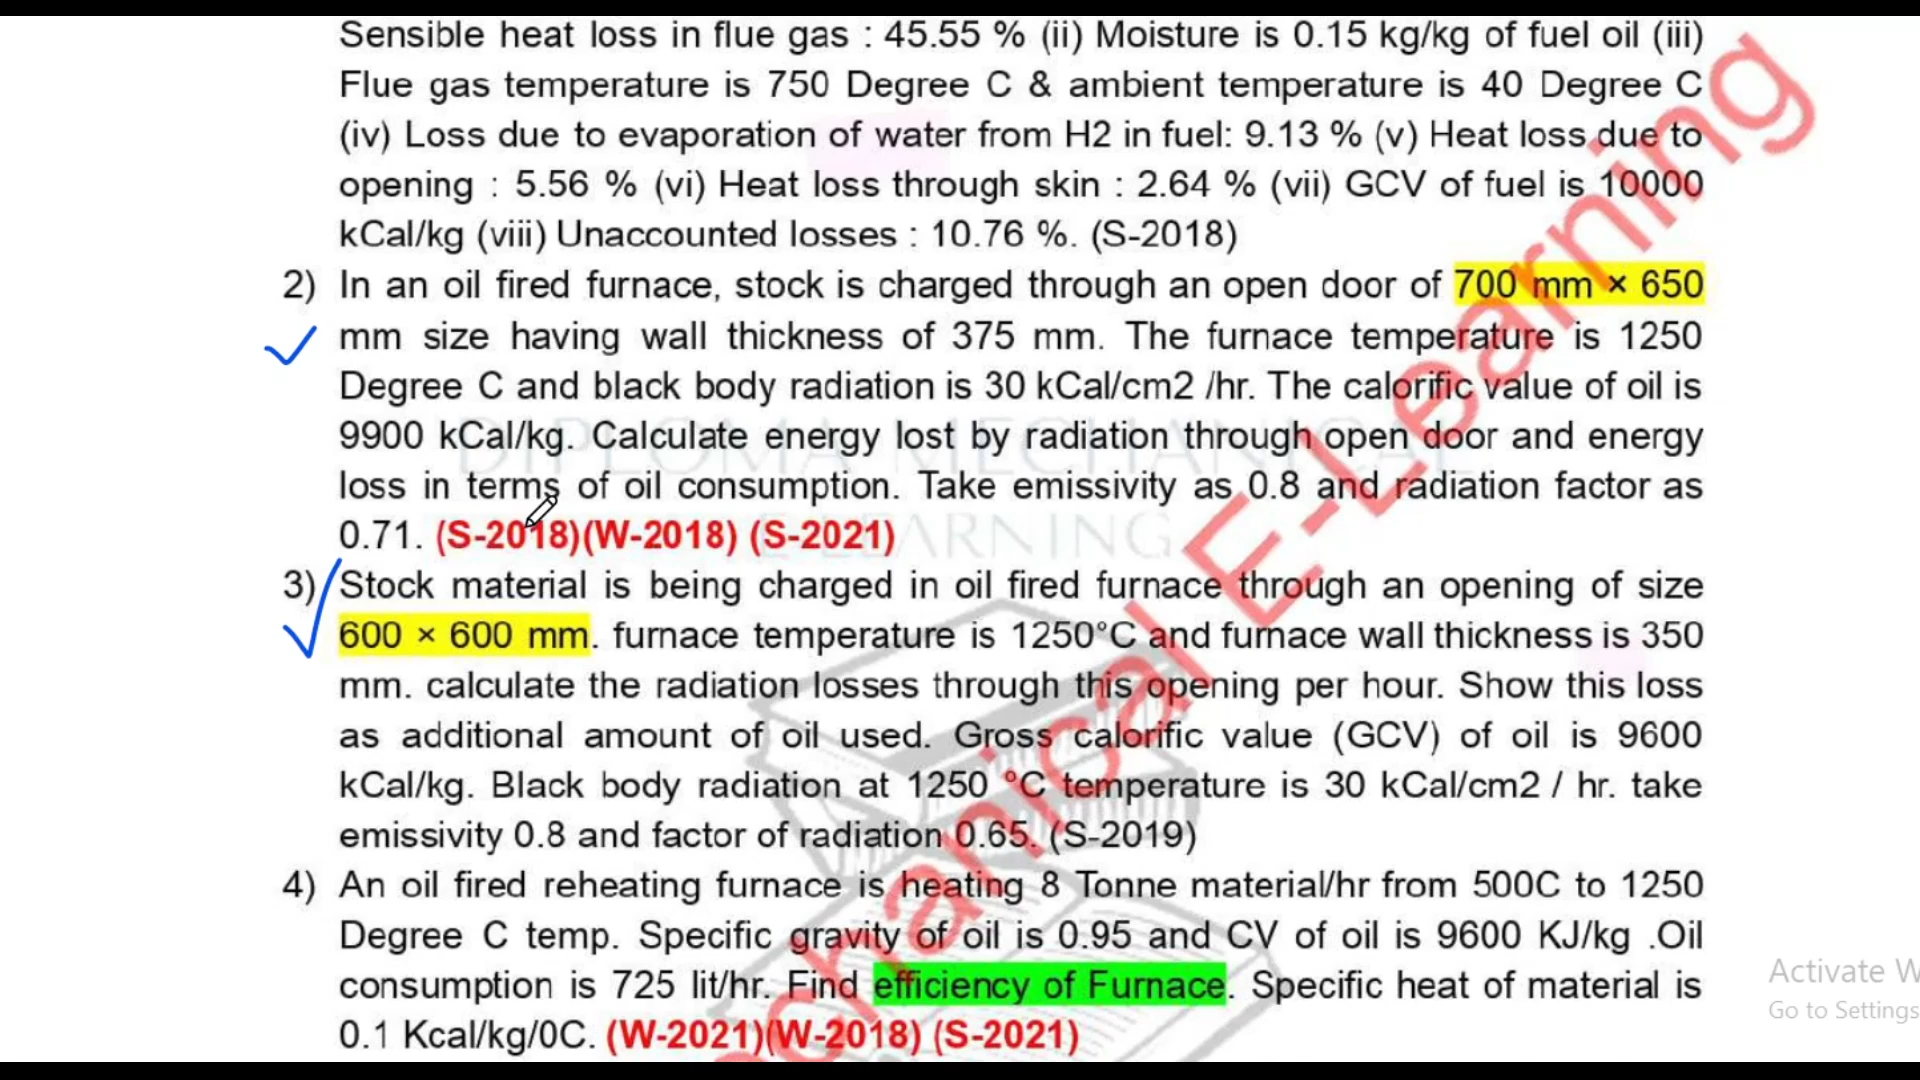 Sensible heat loss in flue gas : 45.55 % (ii) Moisture is 0.15 kg/kg of fuel oil (iii)
Flue gas temperature is 750 Degree C & ambient temperature is 40 Degree C
(iv) Loss due to evaporation of water from H2 in fuel: 9.13 % (v) Heat loss due to
opening : 5.56 % (vi) Heat loss through skin : 2.64 % (vii) GCV of fuel is 10000
kCal/kg (viii) Unaccounted losses : 10.76 %. (S-2018)
2) In an oil fired furnace, stock is charged through an open door of 700 mm × 650
mm size having wall thickness of 375 mm. The furnace temperature is 1250
Degree C and black body radiation is 30 kCal/cm2 /hr. The calorific value of oil is
9900 kCal/kg. Calculate energy lost by radiation through open door and energy
loss in terms of oil consumption. Take emissivity as 0.8 and radiation factor as
0.71. (S-2018)(W-2018) (S-2021)
3) Stock material is being charged in oil fired furnace through an opening of size
600 × 600 mm. furnace temperature is 1250°C and furnace wall thickness is 350
mm. calculate the radiation losses through this opening per hour. Show this loss
as additional amount of oil used. Gross calorific value (GCV) of oil is 9600
kCal/kg. Black body radiation at 1250 °C temperature is 30 kCal/cm2 / hr. take
emissivity 0.8 and factor of radiation 0.65. (S-2019)
4) An oil fired reheating furnace is heating 8 Tonne material/hr from 500C to 1250
Degree C temp. Specific gravity of oil is 0.95 and CV of oil is 9600 KJ/kg .Oil
consumption is 725 lit/hr. Find efficiency of Furnace. Specific heat of material is
0.1 Kcal/kg/0C. (W-2021)(W-2018) (S-2021)
DIPLOMA MECHANICAL
E-LEARNING
echanical E-Learning
Activate W
Go to Settings